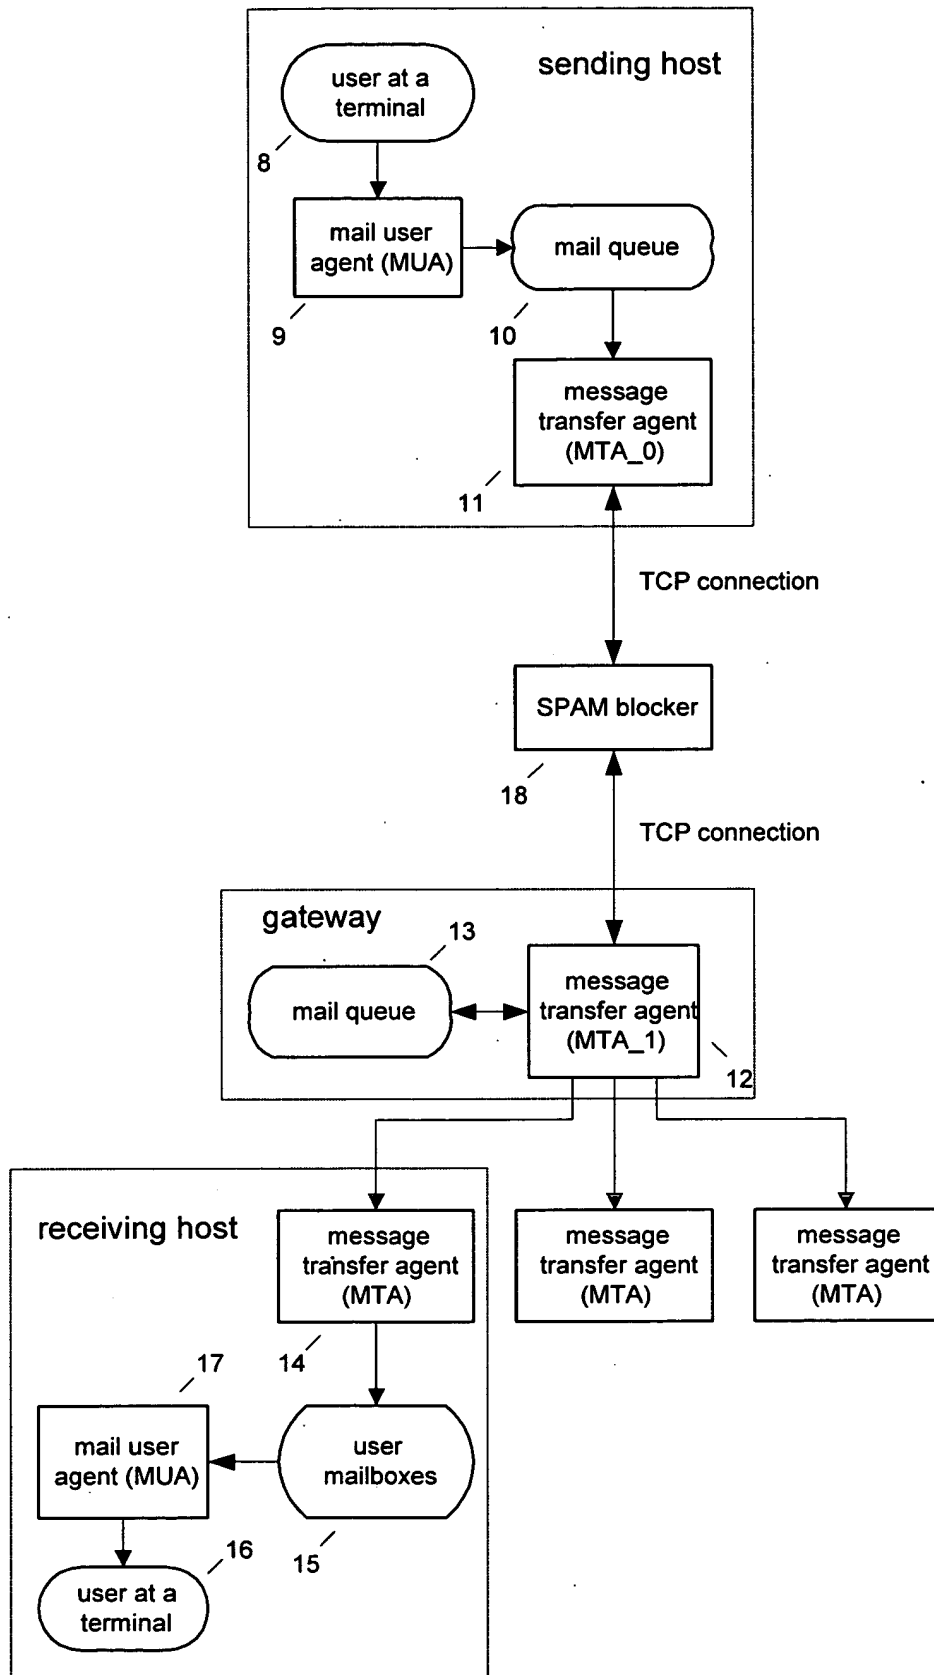 sending host
user at a
terminal
8
mail user
agent (MUA)
9
mail queue
10
message
transfer agent
(MTA_0)
11
TCP connection
SPAM blocker
18
TCP connection
gateway
13
mail queue
message
transfer agent
(MTA_1)
12
receiving host
message
transfer agent
(MTA)
14
message
transfer agent
(MTA)
message
transfer agent
(MTA)
17
mail user
agent (MUA)
user
mailboxes
15
16
user at a
terminal